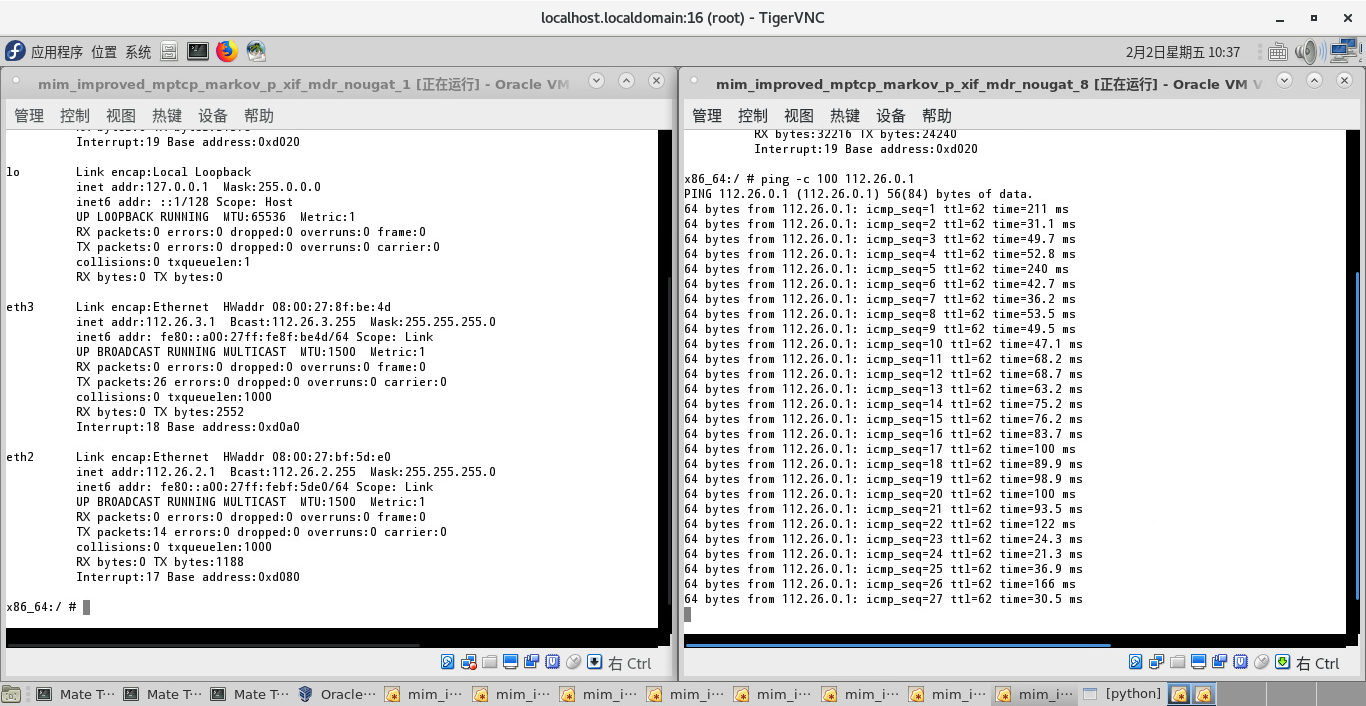 localhost.localdomain:16 (root) - TigerVNC
应用程序 位置 系统
2月2日星期五 10:37
mim_improved_mptcp_markov_p_xif_mdr_nougat_1 [正在运行] - Oracle VM
管理 控制 视图 热键 设备 帮助
Interrupt:19 Base address:0xd020
lo Link encap:Local Loopback
inet addr:127.0.0.1 Mask:255.0.0.0
inet6 addr: ::1/128 Scope: Host
UP LOOPBACK RUNNING MTU:65536 Metric:1
RX packets:0 errors:0 dropped:0 overruns:0 frame:0
TX packets:0 errors:0 dropped:0 overruns:0 carrier:0
collisions:0 txqueuelen:1
RX bytes:0 TX bytes:0
eth3 Link encap:Ethernet HWaddr 08:00:27:8f:be:4d
inet addr:112.26.3.1 Bcast:112.26.3.255 Mask:255.255.255.0
inet6 addr: fe80::a00:27ff:fe8f:be4d/64 Scope: Link
UP BROADCAST RUNNING MULTICAST MTU:1500 Metric:1
RX packets:0 errors:0 dropped:0 overruns:0 frame:0
TX packets:26 errors:0 dropped:0 overruns:0 carrier:0
collisions:0 txqueuelen:1000
RX bytes:0 TX bytes:2552
Interrupt:18 Base address:0xd0a0
eth2 Link encap:Ethernet HWaddr 08:00:27:bf:5d:e0
inet addr:112.26.2.1 Bcast:112.26.2.255 Mask:255.255.255.0
inet6 addr: fe80::a00:27ff:febf:5de0/64 Scope: Link
UP BROADCAST RUNNING MULTICAST MTU:1500 Metric:1
RX packets:0 errors:0 dropped:0 overruns:0 frame:0
TX packets:14 errors:0 dropped:0 overruns:0 carrier:0
collisions:0 txqueuelen:1000
RX bytes:0 TX bytes:1188
Interrupt:17 Base address:0xd080
x86_64:/ #
右 Ctrl
mim_improved_mptcp_markov_p_xif_mdr_nougat_8 [正在运行] - Oracle VM V
管理 控制 视图 热键 设备 帮助
RX bytes:32216 TX bytes:24240
Interrupt:19 Base address:0xd020
x86_64:/ # ping -c 100 112.26.0.1
PING 112.26.0.1 (112.26.0.1) 56(84) bytes of data.
64 bytes from 112.26.0.1: icmp_seq=1 ttl=62 time=211 ms
64 bytes from 112.26.0.1: icmp_seq=2 ttl=62 time=31.1 ms
64 bytes from 112.26.0.1: icmp_seq=3 ttl=62 time=49.7 ms
64 bytes from 112.26.0.1: icmp_seq=4 ttl=62 time=52.8 ms
64 bytes from 112.26.0.1: icmp_seq=5 ttl=62 time=240 ms
64 bytes from 112.26.0.1: icmp_seq=6 ttl=62 time=42.7 ms
64 bytes from 112.26.0.1: icmp_seq=7 ttl=62 time=36.2 ms
64 bytes from 112.26.0.1: icmp_seq=8 ttl=62 time=53.5 ms
64 bytes from 112.26.0.1: icmp_seq=9 ttl=62 time=49.5 ms
64 bytes from 112.26.0.1: icmp_seq=10 ttl=62 time=47.1 ms
64 bytes from 112.26.0.1: icmp_seq=11 ttl=62 time=68.2 ms
64 bytes from 112.26.0.1: icmp_seq=12 ttl=62 time=68.7 ms
64 bytes from 112.26.0.1: icmp_seq=13 ttl=62 time=63.2 ms
64 bytes from 112.26.0.1: icmp_seq=14 ttl=62 time=75.2 ms
64 bytes from 112.26.0.1: icmp_seq=15 ttl=62 time=76.2 ms
64 bytes from 112.26.0.1: icmp_seq=16 ttl=62 time=83.7 ms
64 bytes from 112.26.0.1: icmp_seq=17 ttl=62 time=100 ms
64 bytes from 112.26.0.1: icmp_seq=18 ttl=62 time=89.9 ms
64 bytes from 112.26.0.1: icmp_seq=19 ttl=62 time=98.9 ms
64 bytes from 112.26.0.1: icmp_seq=20 ttl=62 time=100 ms
64 bytes from 112.26.0.1: icmp_seq=21 ttl=62 time=93.5 ms
64 bytes from 112.26.0.1: icmp_seq=22 ttl=62 time=122 ms
64 bytes from 112.26.0.1: icmp_seq=23 ttl=62 time=24.3 ms
64 bytes from 112.26.0.1: icmp_seq=24 ttl=62 time=21.3 ms
64 bytes from 112.26.0.1: icmp_seq=25 ttl=62 time=36.9 ms
64 bytes from 112.26.0.1: icmp_seq=26 ttl=62 time=166 ms
64 bytes from 112.26.0.1: icmp_seq=27 ttl=62 time=30.5 ms
右 Ctrl
Mate T… Mate T… Mate T… Oracle… mim_i… mim_i… mim_i… mim_i… mim_i… mim_i… mim_i… mim_i… [python]